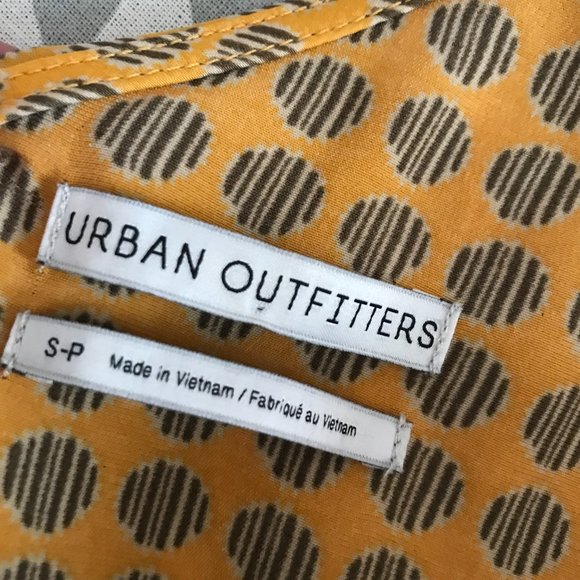 URBAN OUTFITTERS
S-P Made in Vietnam / Fabriqué au Vietnam